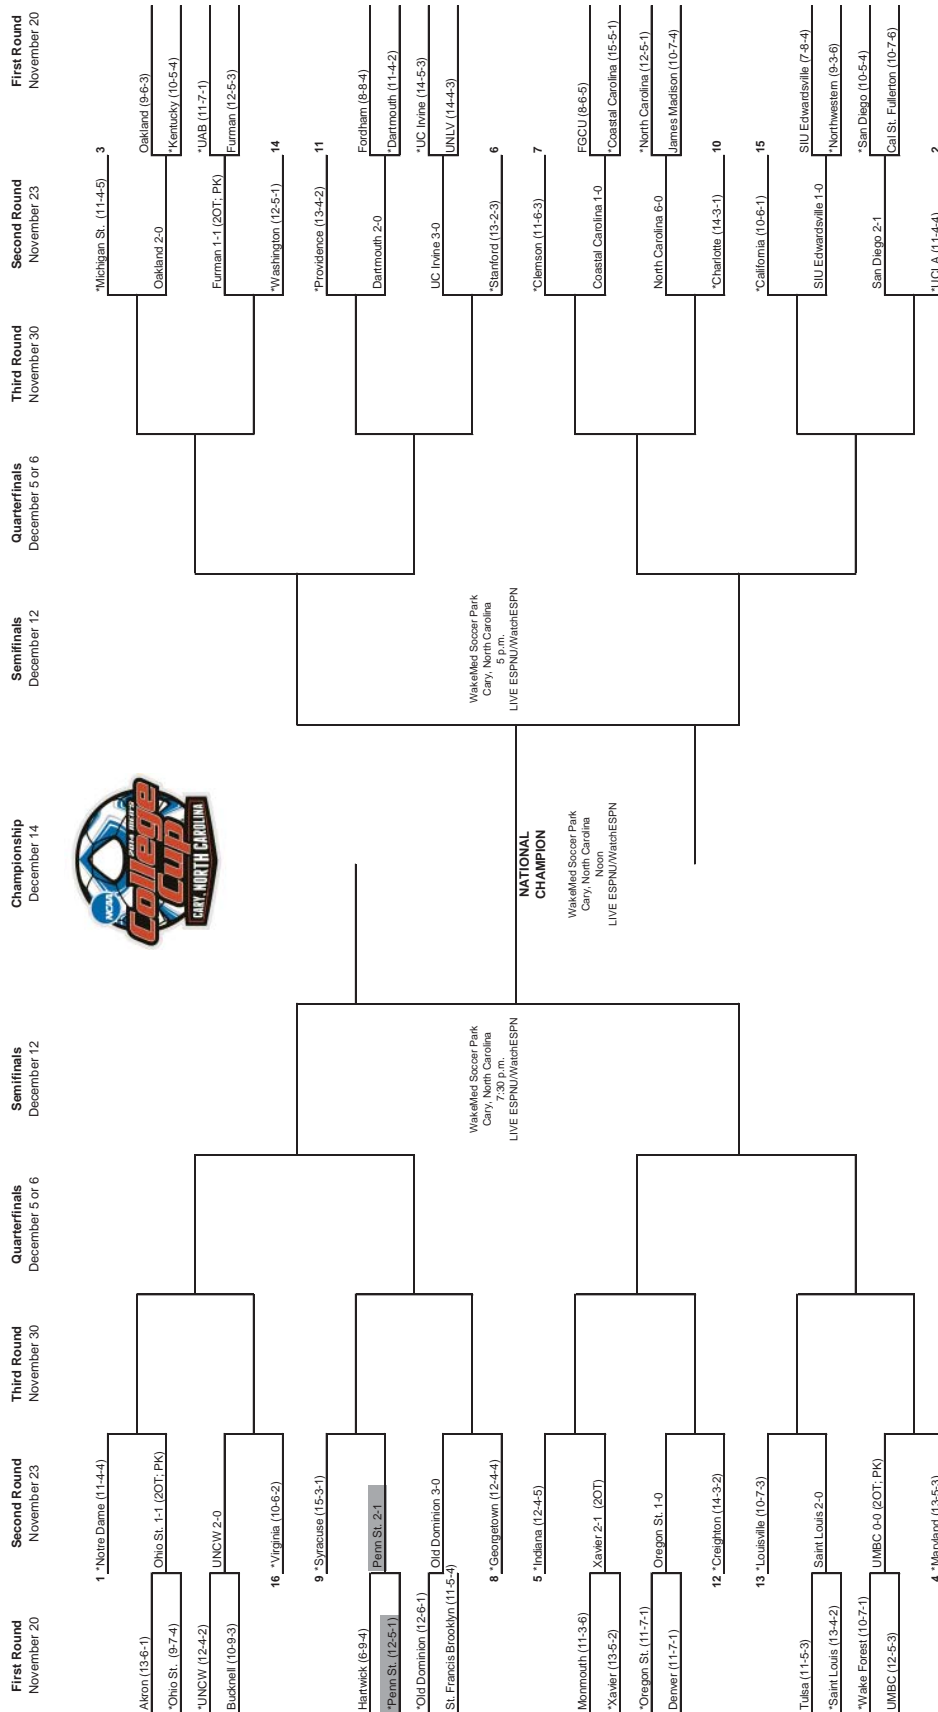 First Round
November 20
Second Round
November 23
Third Round
November 30
Quarterfinals
December 5 or 6
Semifinals
December 12
Championship
December 14
Semifinals
December 12
Quarterfinals
December 5 or 6
Third Round
November 30
Second Round
November 23
First Round
November 20
1 *Notre Dame (11-4-4)
Akron (13-6-1)
Ohio St. 1-1 (2OT; PK)
*Ohio St. (9-7-4)
*UNCW (12-4-2)
UNCW 2-0
Bucknell (10-9-3)
16 *Virginia (10-6-2)
9 *Syracuse (15-3-1)
Hartwick (6-9-4)
Penn St. 2-1
*Penn St. (12-5-1)
*Old Dominion (12-6-1)
Old Dominion 3-0
St. Francis Brooklyn (11-5-4)
8 *Georgetown (12-4-4)
5 *Indiana (12-4-5)
Monmouth (11-3-6)
Xavier 2-1 (2OT)
*Xavier (13-5-2)
*Oregon St. (11-7-1)
Oregon St. 1-0
Denver (11-7-1)
12 *Creighton (14-3-2)
13 *Louisville (10-7-3)
Tulsa (11-5-3)
Saint Louis 2-0
*Saint Louis (13-4-2)
*Wake Forest (10-7-1)
UMBC 0-0 (2OT; PK)
UMBC (12-5-3)
4 *Maryland (13-5-3)
NCAA
2014 MEN'S
College
Cup
CARY, NORTH CAROLINA
WakeMed Soccer Park
Cary, North Carolina
7:30 p.m.
LIVE ESPNU/WatchESPN
NATIONAL
CHAMPION
WakeMed Soccer Park
Cary, North Carolina
Noon
LIVE ESPNU/WatchESPN
WakeMed Soccer Park
Cary, North Carolina
5 p.m.
LIVE ESPNU/WatchESPN
*Michigan St. (11-4-5) 3
Oakland (9-6-3)
Oakland 2-0
*Kentucky (10-5-4)
*UAB (11-7-1)
Furman 1-1 (2OT; PK)
Furman (12-5-3)
*Washington (12-5-1) 14
*Providence (13-4-2) 11
Fordham (8-8-4)
Dartmouth 2-0
*Dartmouth (11-4-2)
*UC Irvine (14-5-3)
UC Irvine 3-0
UNLV (14-4-3)
*Stanford (13-2-3) 6
*Clemson (11-6-3) 7
FGCU (8-6-5)
Coastal Carolina 1-0
*Coastal Carolina (15-5-1)
*North Carolina (12-5-1)
North Carolina 6-0
James Madison (10-7-4)
*Charlotte (14-3-1) 10
*California (10-6-1) 15
SIU Edwardsville (7-8-4)
SIU Edwardsville 1-0
*Northwestern (9-3-6)
*San Diego (10-5-4)
San Diego 2-1
Cal St. Fullerton (10-7-6)
*UCLA (11-4-4) 2